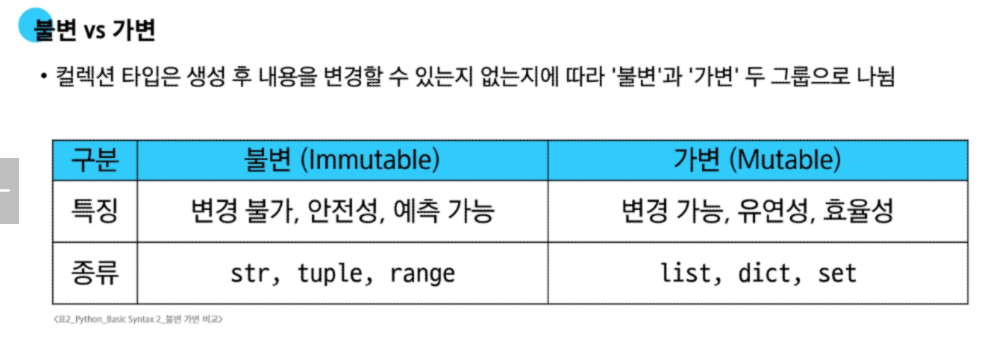 불변 vs 가변
• 컬렉션 타입은 생성 후 내용을 변경할 수 있는지 없는지에 따라 '불변'과 '가변' 두 그룹으로 나뉨
구분 불변 (Immutable) 가변 (Mutable)
특징 변경 불가, 안전성, 예측 가능 변경 가능, 유연성, 효율성
종류 str, tuple, range list, dict, set
<표2_Python_Basic Syntax 2_불변 가변 비교>